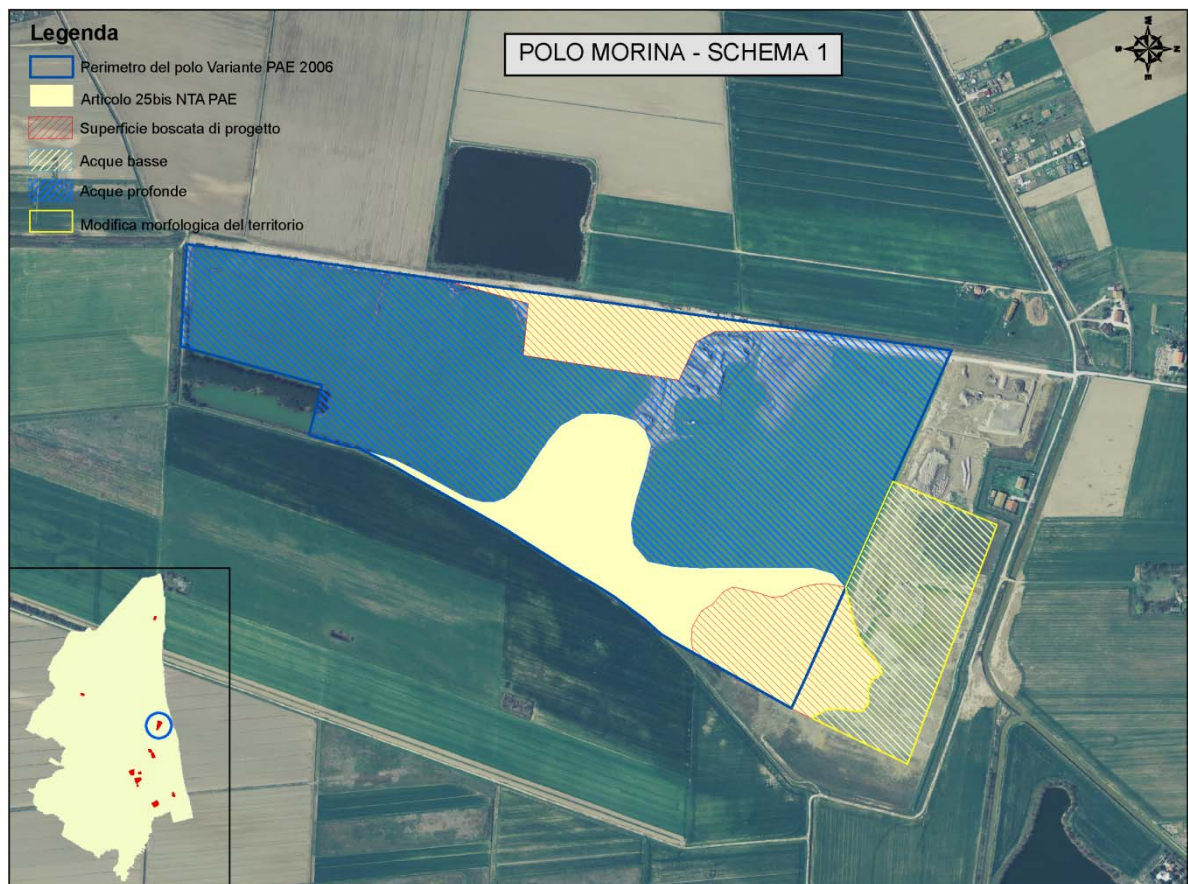 Legenda
Perimetro del polo Variante PAE 2006
Articolo 25bis NTA PAE
Superficie boscata di progetto
Acque basse
Acque profonde
Modifica morfologica del territorio
POLO MORINA - SCHEMA 1
W
S
N
E